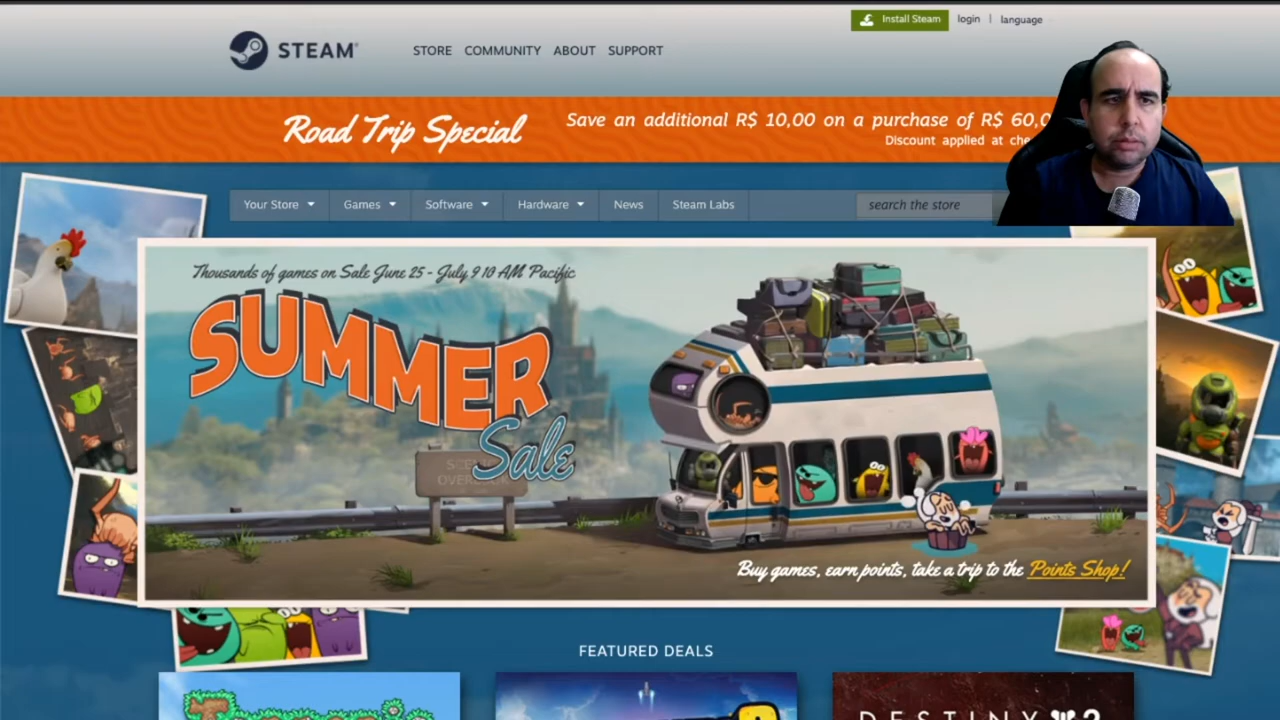 Install Steam
login | language
STEAM®
STORE COMMUNITY ABOUT SUPPORT
Road Trip Special
Save an additional R$ 10,00 on a purchase of R$ 60,0
Discount applied at che
Your Store Games Software Hardware News Steam Labs
search the store
Thousands of games on Sale June 25 - July 9 10 AM Pacific
SUMMER
Sale
Buy games, earn points, take a trip to the Points Shop!
FEATURED DEALS
DESTINY 2